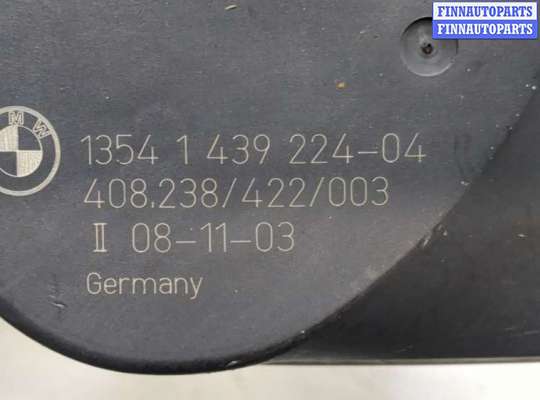 FINNAUTOPARTS
FINNAUTOPARTS
BMW
1354 1 439 224-04
408.238/422/003
II 08-11-03
Germany